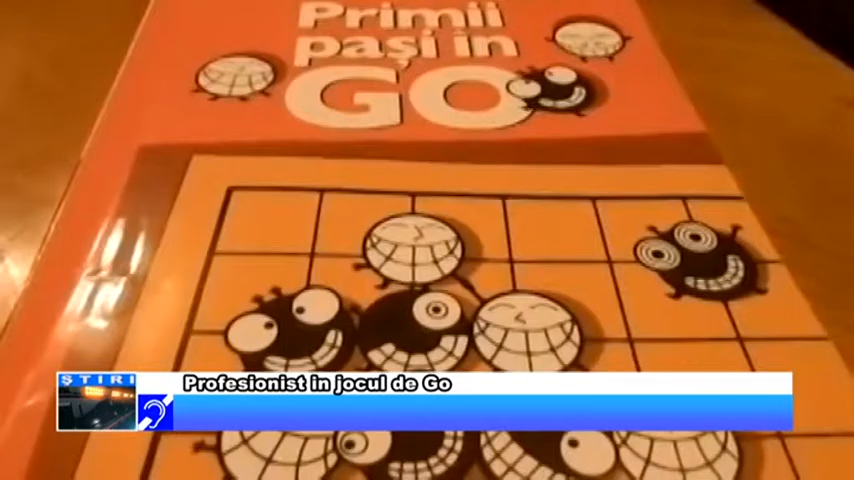 Primii
pași in
GO
ȘTIRI
Profesionist in jocul de Go